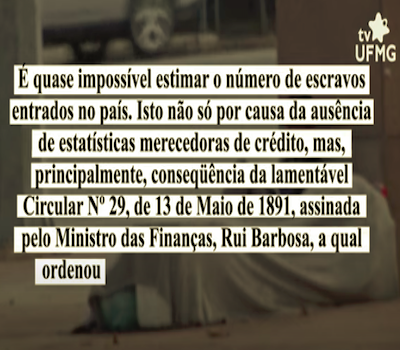 tv
UFMG
É quase impossível estimar o número de escravos
entrados no país. Isto não só por causa da ausência
de estatísticas merecedoras de crédito, mas,
principalmente, conseqüência da lamentável
Circular Nº 29, de 13 de Maio de 1891, assinada
pelo Ministro das Finanças, Rui Barbosa, a qual
ordenou